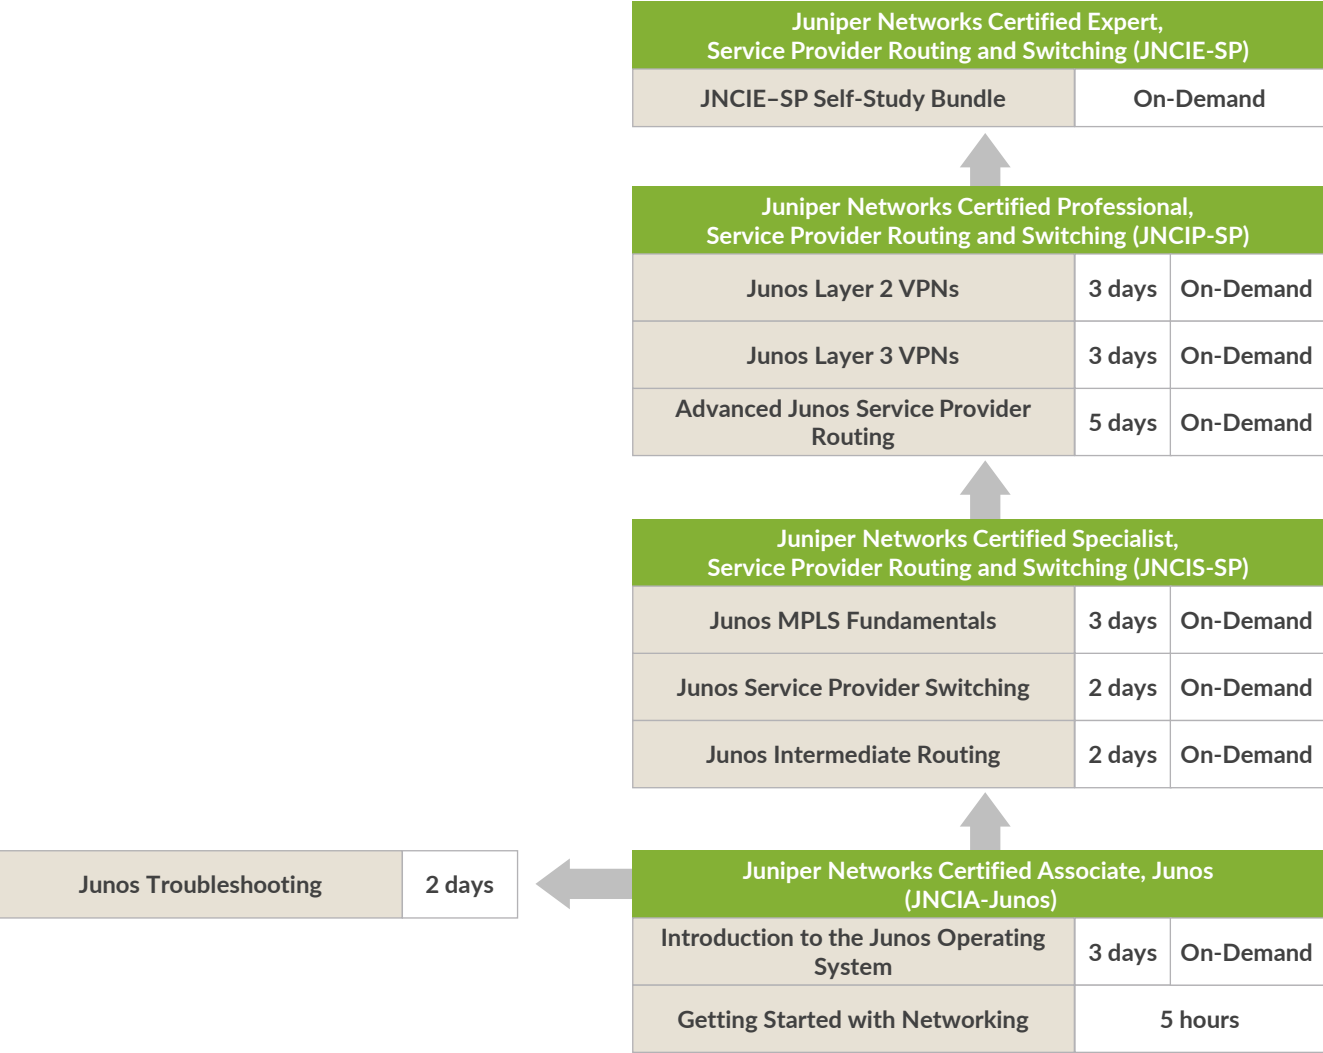 Juniper Networks Certified Expert,
Service Provider Routing and Switching (JNCIE-SP)
JNCIE–SP Self-Study Bundle On-Demand
Juniper Networks Certified Professional,
Service Provider Routing and Switching (JNCIP-SP)
Junos Layer 2 VPNs 3 days On-Demand
Junos Layer 3 VPNs 3 days On-Demand
Advanced Junos Service Provider
Routing 5 days On-Demand
Juniper Networks Certified Specialist,
Service Provider Routing and Switching (JNCIS-SP)
Junos MPLS Fundamentals 3 days On-Demand
Junos Service Provider Switching 2 days On-Demand
Junos Intermediate Routing 2 days On-Demand
Junos Troubleshooting 2 days
Juniper Networks Certified Associate, Junos
(JNCIA-Junos)
Introduction to the Junos Operating
System 3 days On-Demand
Getting Started with Networking 5 hours